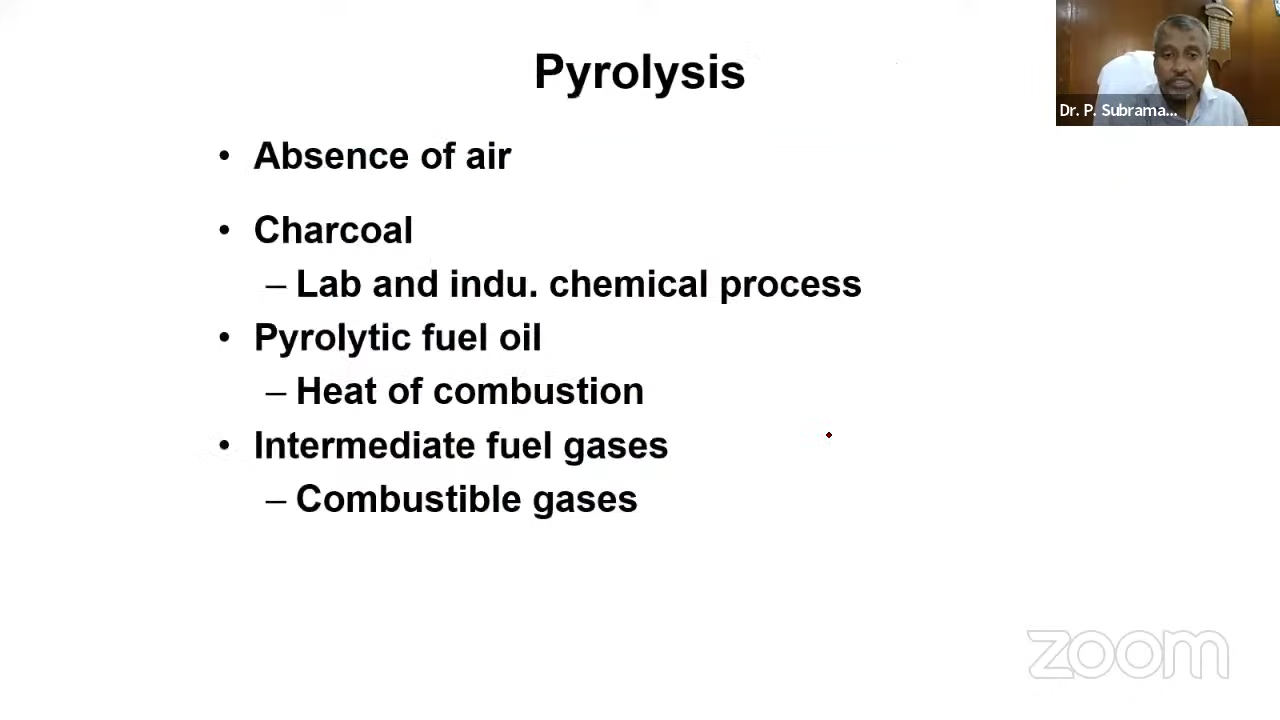 Pyrolysis
• Absence of air
• Charcoal
– Lab and indu. chemical process
• Pyrolytic fuel oil
– Heat of combustion
• Intermediate fuel gases
– Combustible gases
Dr. P. Subrama...
zoom